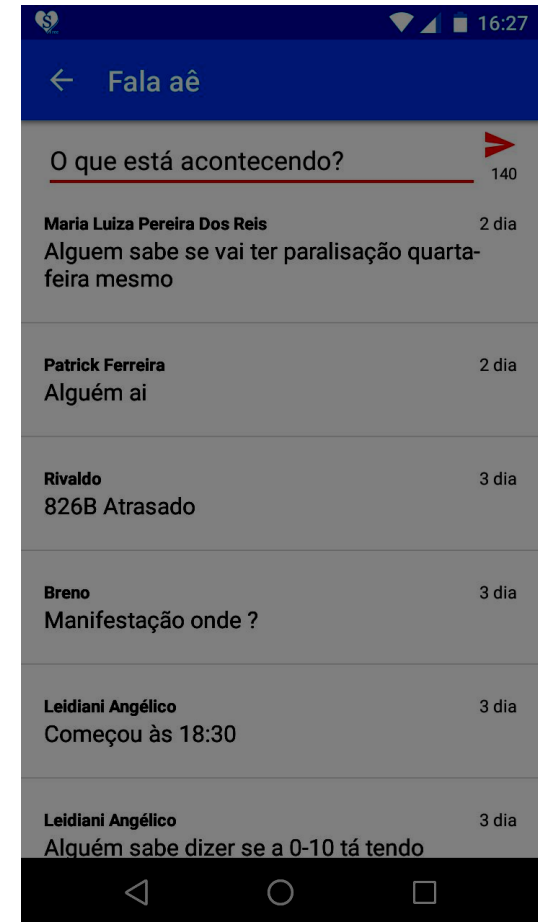 16:27
Fala aê
O que está acontecendo?
140
Maria Luiza Pereira Dos Reis 2 dia
Alguem sabe se vai ter paralisação quarta-
feira mesmo
Patrick Ferreira 2 dia
Alguém ai
Rivaldo 3 dia
826B Atrasado
Breno 3 dia
Manifestação onde ?
Leidiani Angélico 3 dia
Começou às 18:30
Leidiani Angélico 3 dia
Alguém sabe dizer se a 0-10 tá tendo